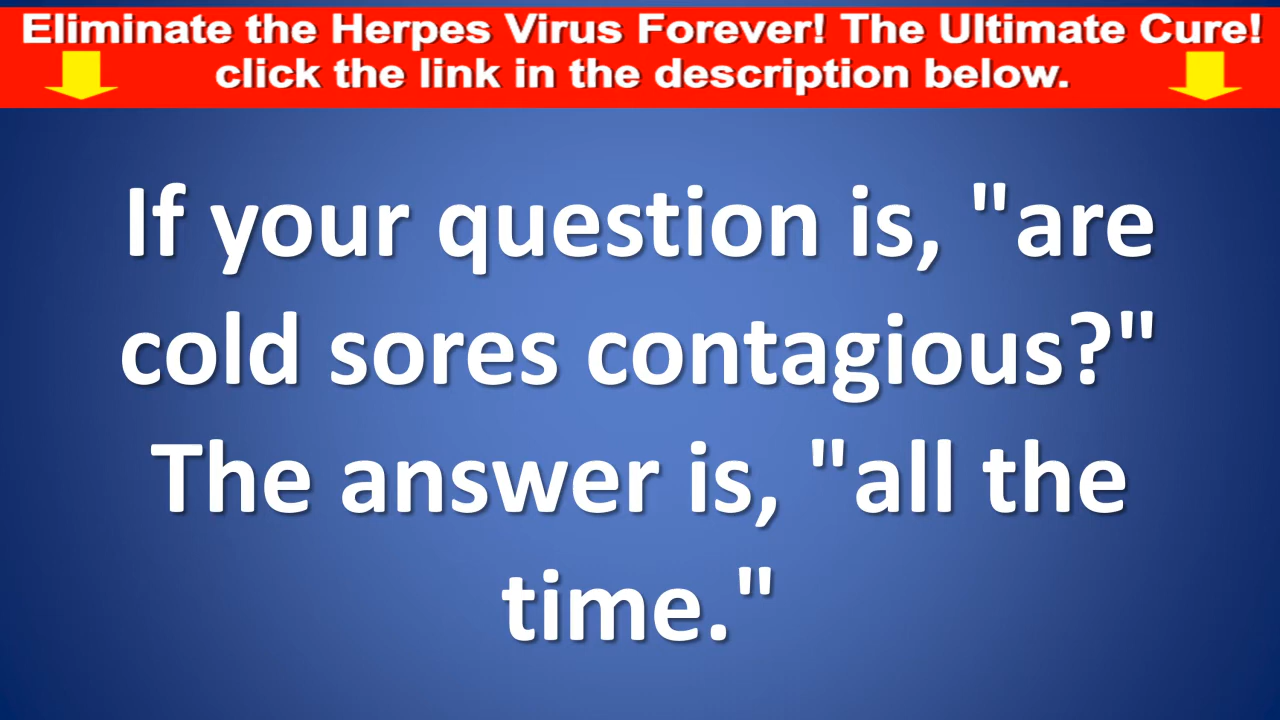 Eliminate the Herpes Virus Forever! The Ultimate Cure!
click the link in the description below.
If your question is, "are
cold sores contagious?"
The answer is, "all the
time."